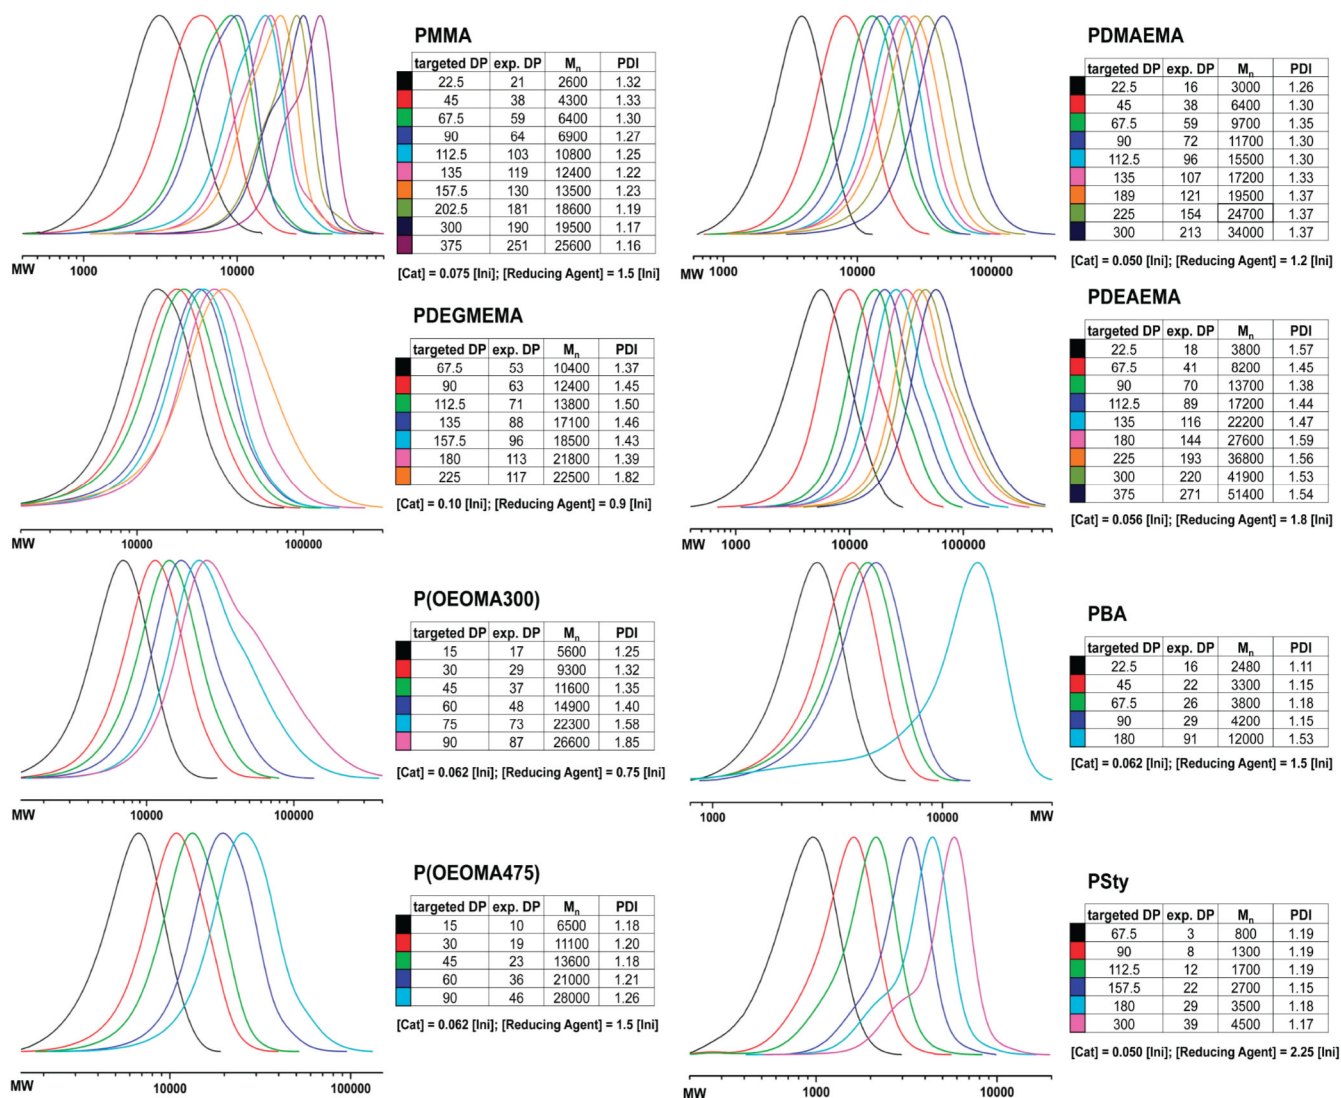 PMMA
targeted DP exp. DP Mn PDI
22.5 21 2600 1.32
45 38 4300 1.33
67.5 59 6400 1.30
90 64 6900 1.27
112.5 103 10800 1.25
135 119 12400 1.22
157.5 130 13500 1.23
202.5 181 18600 1.19
300 190 19500 1.17
375 251 25600 1.16
MW 1000 10000
[Cat] = 0.075 [Ini]; [Reducing Agent] = 1.5 [Ini]
PDMAEMA
targeted DP exp. DP Mn PDI
22.5 16 3000 1.26
45 38 6400 1.30
67.5 59 9700 1.35
90 72 11700 1.30
112.5 96 15500 1.30
135 107 17200 1.33
189 121 19500 1.37
225 154 24700 1.37
300 213 34000 1.37
MW 1000 10000 100000
[Cat] = 0.050 [Ini]; [Reducing Agent] = 1.2 [Ini]
PDEGMEMA
targeted DP exp. DP Mn PDI
67.5 53 10400 1.37
90 63 12400 1.45
112.5 71 13800 1.50
135 88 17100 1.46
157.5 96 18500 1.43
180 113 21800 1.39
225 117 22500 1.82
[Cat] = 0.10 [Ini]; [Reducing Agent] = 0.9 [Ini]
MW 10000 100000
PDEAEMA
targeted DP exp. DP Mn PDI
22.5 18 3800 1.57
67.5 41 8200 1.45
90 70 13700 1.38
112.5 89 17200 1.44
135 116 22200 1.47
180 144 27600 1.59
225 193 36800 1.56
300 220 41900 1.53
375 271 51400 1.54
[Cat] = 0.056 [Ini]; [Reducing Agent] = 1.8 [Ini]
MW 1000 10000 100000
P(OEOMA300)
targeted DP exp. DP Mn PDI
15 17 5600 1.25
30 29 9300 1.32
45 37 11600 1.35
60 48 14900 1.40
75 73 22300 1.58
90 87 26600 1.85
[Cat] = 0.062 [Ini]; [Reducing Agent] = 0.75 [Ini]
MW 10000 100000
PBA
targeted DP exp. DP Mn PDI
22.5 16 2480 1.11
45 22 3300 1.15
67.5 26 3800 1.18
90 29 4200 1.15
180 91 12000 1.53
[Cat] = 0.062 [Ini]; [Reducing Agent] = 1.5 [Ini]
1000 10000 MW
P(OEOMA475)
targeted DP exp. DP Mn PDI
15 10 6500 1.18
30 19 11100 1.20
45 23 13600 1.18
60 36 21000 1.21
90 46 28000 1.26
[Cat] = 0.062 [Ini]; [Reducing Agent] = 1.5 [Ini]
MW 10000 100000
PSty
targeted DP exp. DP Mn PDI
67.5 3 800 1.19
90 8 1300 1.19
112.5 12 1700 1.19
157.5 22 2700 1.15
180 29 3500 1.18
300 39 4500 1.17
[Cat] = 0.050 [Ini]; [Reducing Agent] = 2.25 [Ini]
MW 1000 10000